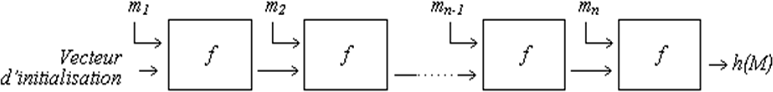 m1
m2
mn-1
mn
Vecteur
d'initialisation
f
f
f
f
h(M)